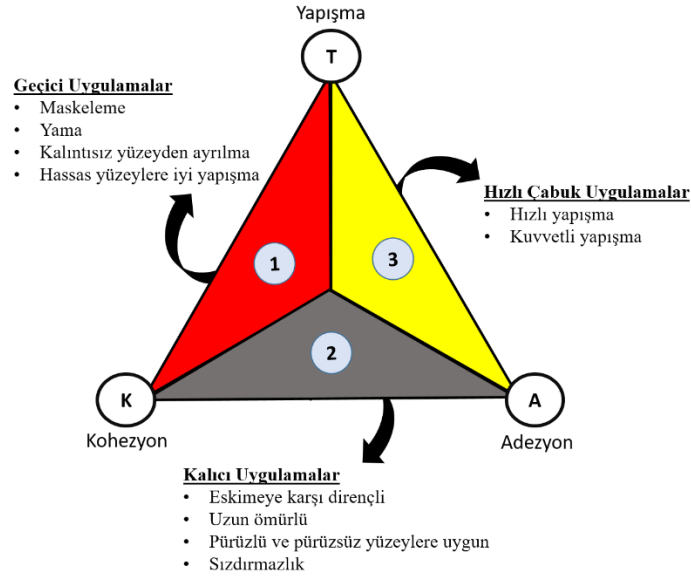 Yapışma
T
Geçici Uygulamalar
• Maskeleme
• Yama
• Kalıntısız yüzeyden ayrılma
• Hassas yüzeylere iyi yapışma
Hızlı Çabuk Uygulamalar
• Hızlı yapışma
• Kuvvetli yapışma
1
3
2
K
Kohezyon
A
Adezyon
Kalıcı Uygulamalar
• Eskimeye karşı dirençli
• Uzun ömürlü
• Pürüzlü ve pürüzsüz yüzeylere uygun
• Sızdırmazlık